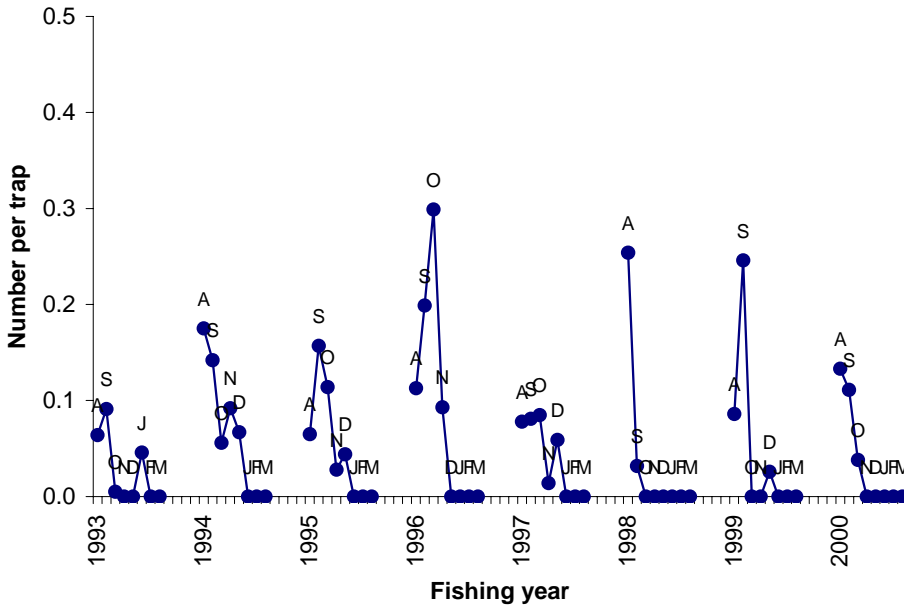 0.5
0.4
0.3
0.2
0.1
0.0
Number per trap
A S O N D J F M
A S O N D J F M
A S O N D J F M
A S O N D J F M
A S O N D J F M
A S O N D J F M
A S O N D J F M
A S O N D J F M
1993 1994 1995 1996 1997 1998 1999 2000
Fishing year